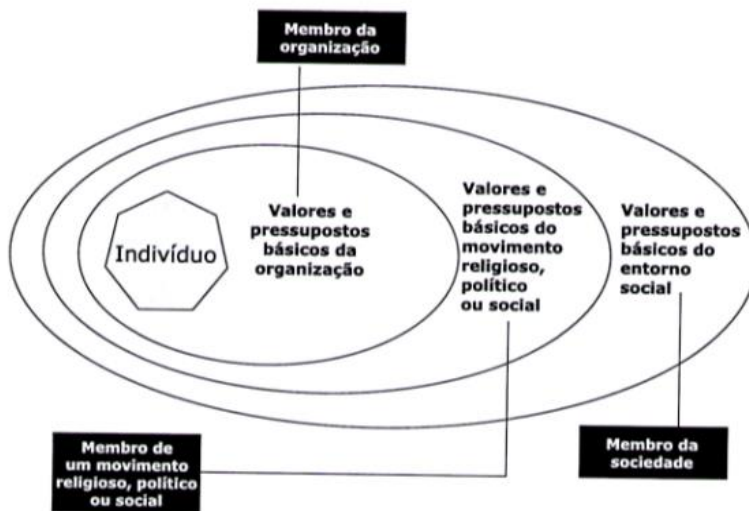 Membro da
organização
Indivíduo
Valores e
pressupostos
básicos da
organização
Valores e
pressupostos
básicos do
movimento
religioso,
político
ou social
Valores e
pressupostos
básicos do
entorno
social
Membro de
um movimento
religioso, político
ou social
Membro da
sociedade